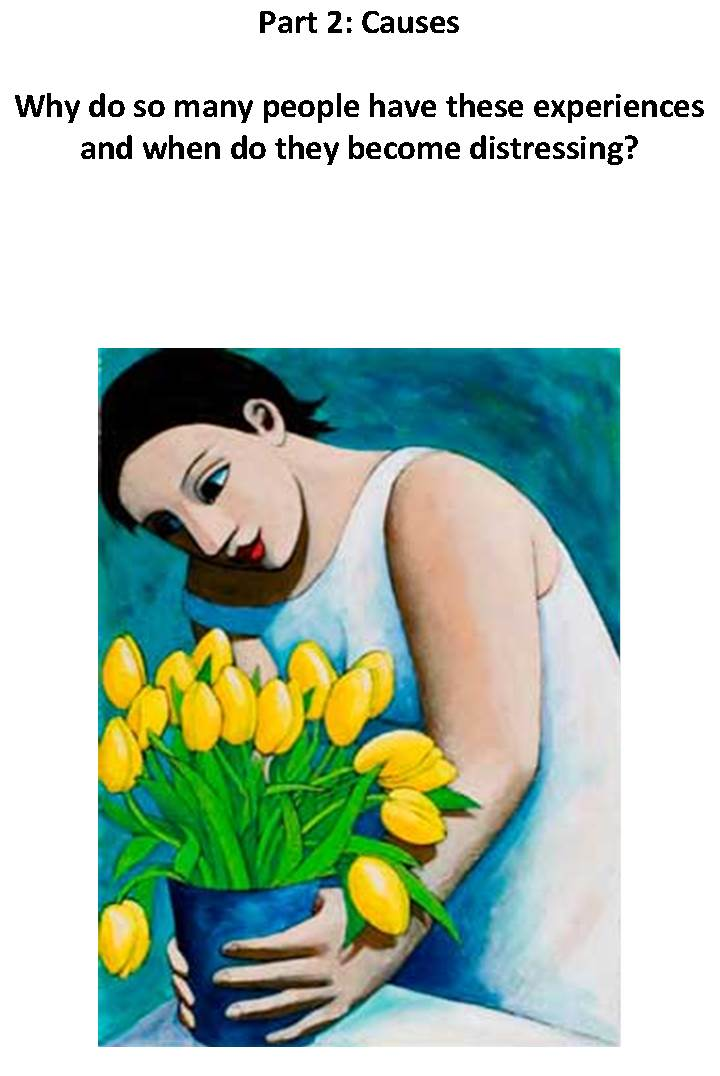 Part 2: Causes
Why do so many people have these experiences
and when do they become distressing?